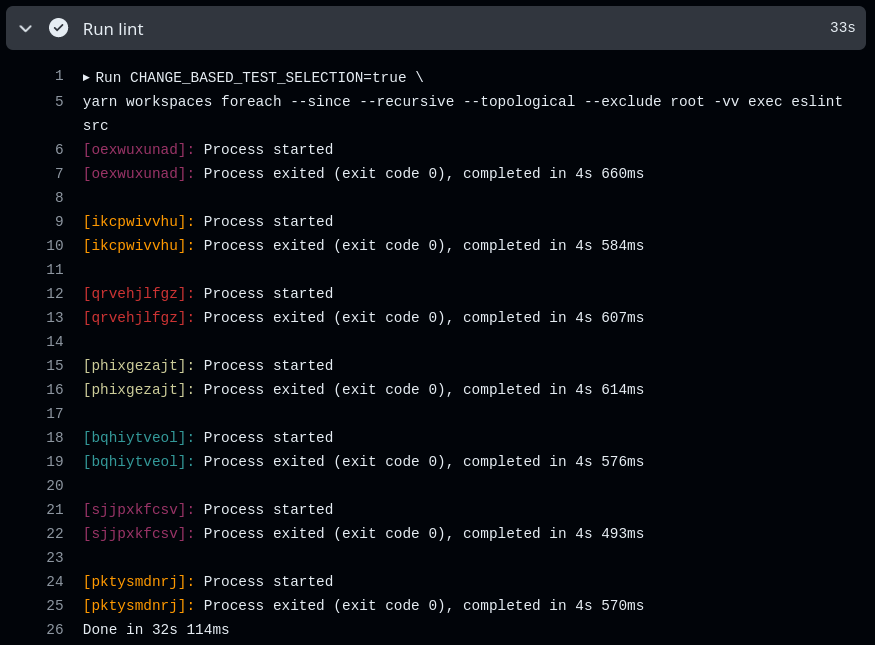 Run lint 33s
1 ▶ Run CHANGE_BASED_TEST_SELECTION=true \
5 yarn workspaces foreach --since --recursive --topological --exclude root -vv exec eslint
src
6 [oexwuxunad]: Process started
7 [oexwuxunad]: Process exited (exit code 0), completed in 4s 660ms
8
9 [ikcpwivvhu]: Process started
10 [ikcpwivvhu]: Process exited (exit code 0), completed in 4s 584ms
11
12 [qrvehjlfgz]: Process started
13 [qrvehjlfgz]: Process exited (exit code 0), completed in 4s 607ms
14
15 [phixgezajt]: Process started
16 [phixgezajt]: Process exited (exit code 0), completed in 4s 614ms
17
18 [bqhiytveol]: Process started
19 [bqhiytveol]: Process exited (exit code 0), completed in 4s 576ms
20
21 [sjjpxkfcsv]: Process started
22 [sjjpxkfcsv]: Process exited (exit code 0), completed in 4s 493ms
23
24 [pktysmdnrj]: Process started
25 [pktysmdnrj]: Process exited (exit code 0), completed in 4s 570ms
26 Done in 32s 114ms